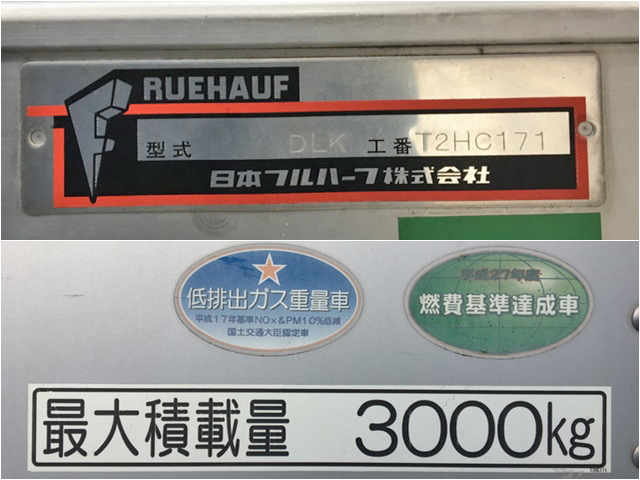 FRUEHAUF
型式 DLK 工番 T2HC171
日本フルハーフ株式会社
低排出ガス重量車
平成17年基準NOx&PM10%低減
国土交通大臣認定車
平成27年度
燃費基準達成車
最大積載量 3000kg